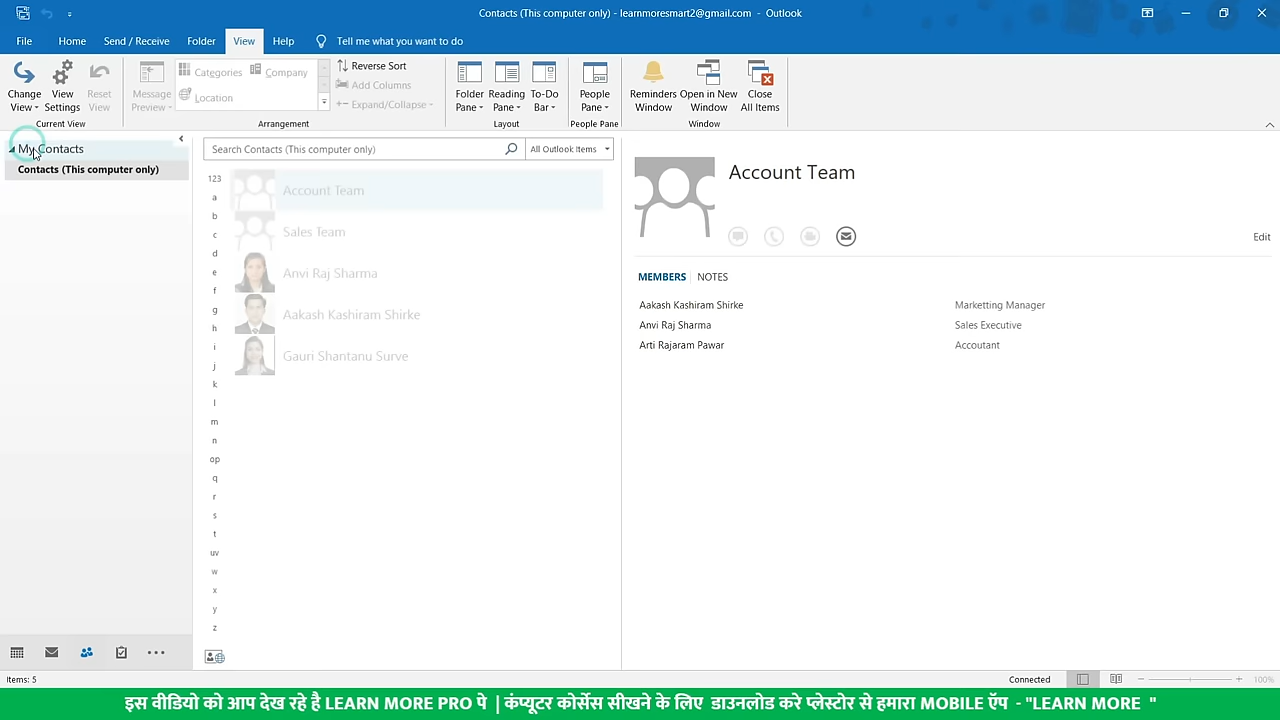 Contacts (This computer only) - learnmoresmart2@gmail.com - Outlook
File Home Send / Receive Folder View Help Tell me what you want to do
Change View
View Settings
Reset View
Current View
Message Preview
Categories Company
Location
Reverse Sort
Add Columns
Expand/Collapse
Arrangement
Folder Pane
Reading Pane
To-Do Bar
Layout
People Pane
People Pane
Reminders Window
Open in New Window
Close All Items
Window
My Contacts
Contacts (This computer only)
Search Contacts (This computer only) All Outlook Items
123
a
b
c
d
e
f
g
h
i
j
k
l
m
n
op
q
r
s
t
uv
w
x
y
z
Account Team
Sales Team
Anvi Raj Sharma
Aakash Kashiram Shirke
Gauri Shantanu Surve
Account Team
Edit
MEMBERS NOTES
Aakash Kashiram Shirke Marketting Manager
Anvi Raj Sharma Sales Executive
Arti Rajaram Pawar Accoutant
Items: 5 Connected 100%
इस वीडियो को आप देख रहे है LEARN MORE PRO पे | कंप्यूटर कोर्सेस सीखने के लिए डाउनलोड करे प्लेस्टोर से हमारा MOBILE ऍप - "LEARN MORE "